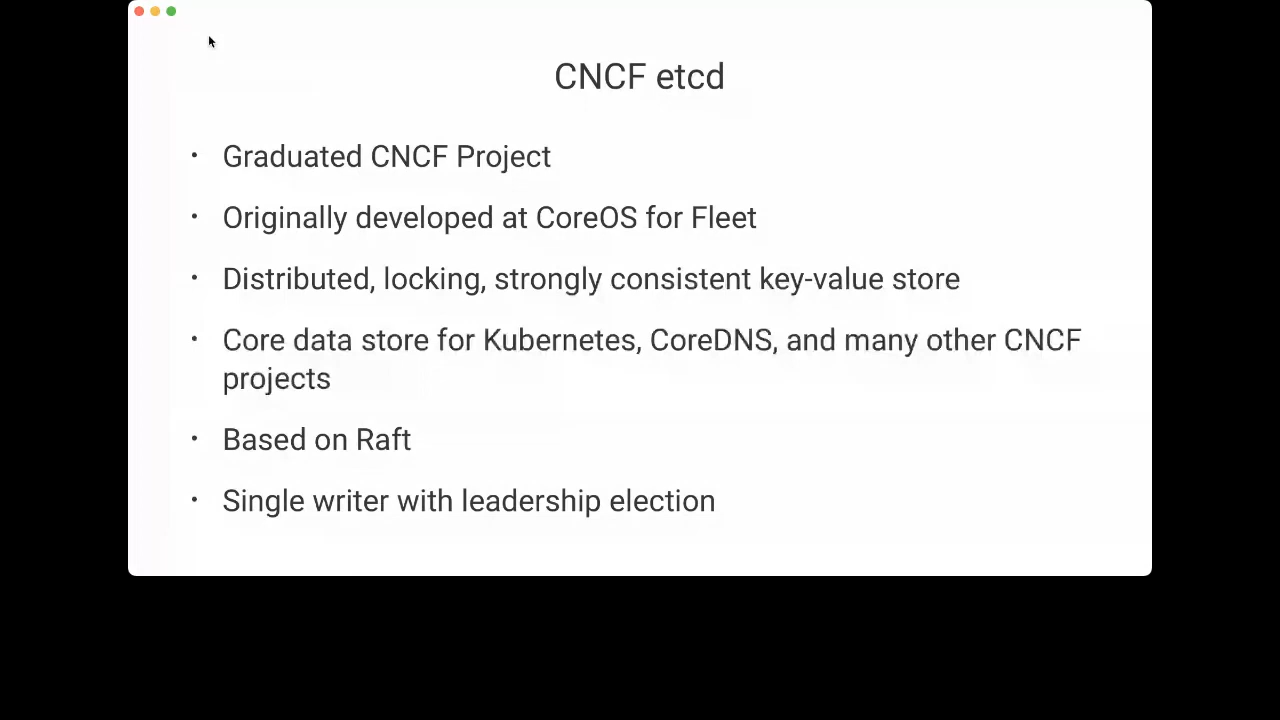 CNCF etcd
• Graduated CNCF Project
• Originally developed at CoreOS for Fleet
• Distributed, locking, strongly consistent key-value store
• Core data store for Kubernetes, CoreDNS, and many other CNCF
projects
• Based on Raft
• Single writer with leadership election